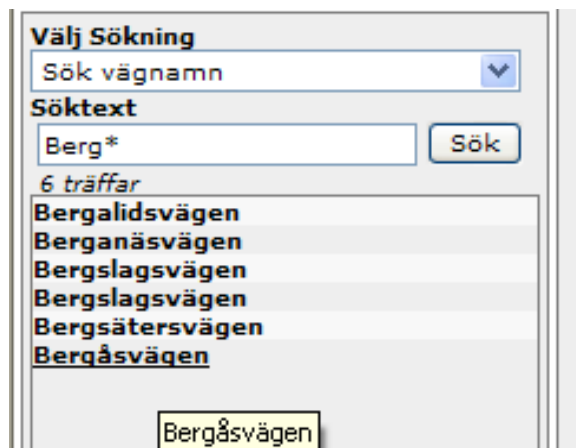 Välj Sökning
Sök vägnamn
Söktext
Berg*
Sök
6 träffar
Bergalidsvägen
Berganäsvägen
Bergslagsvägen
Bergslagsvägen
Bergsätersvägen
Bergåsvägen
Bergåsvägen